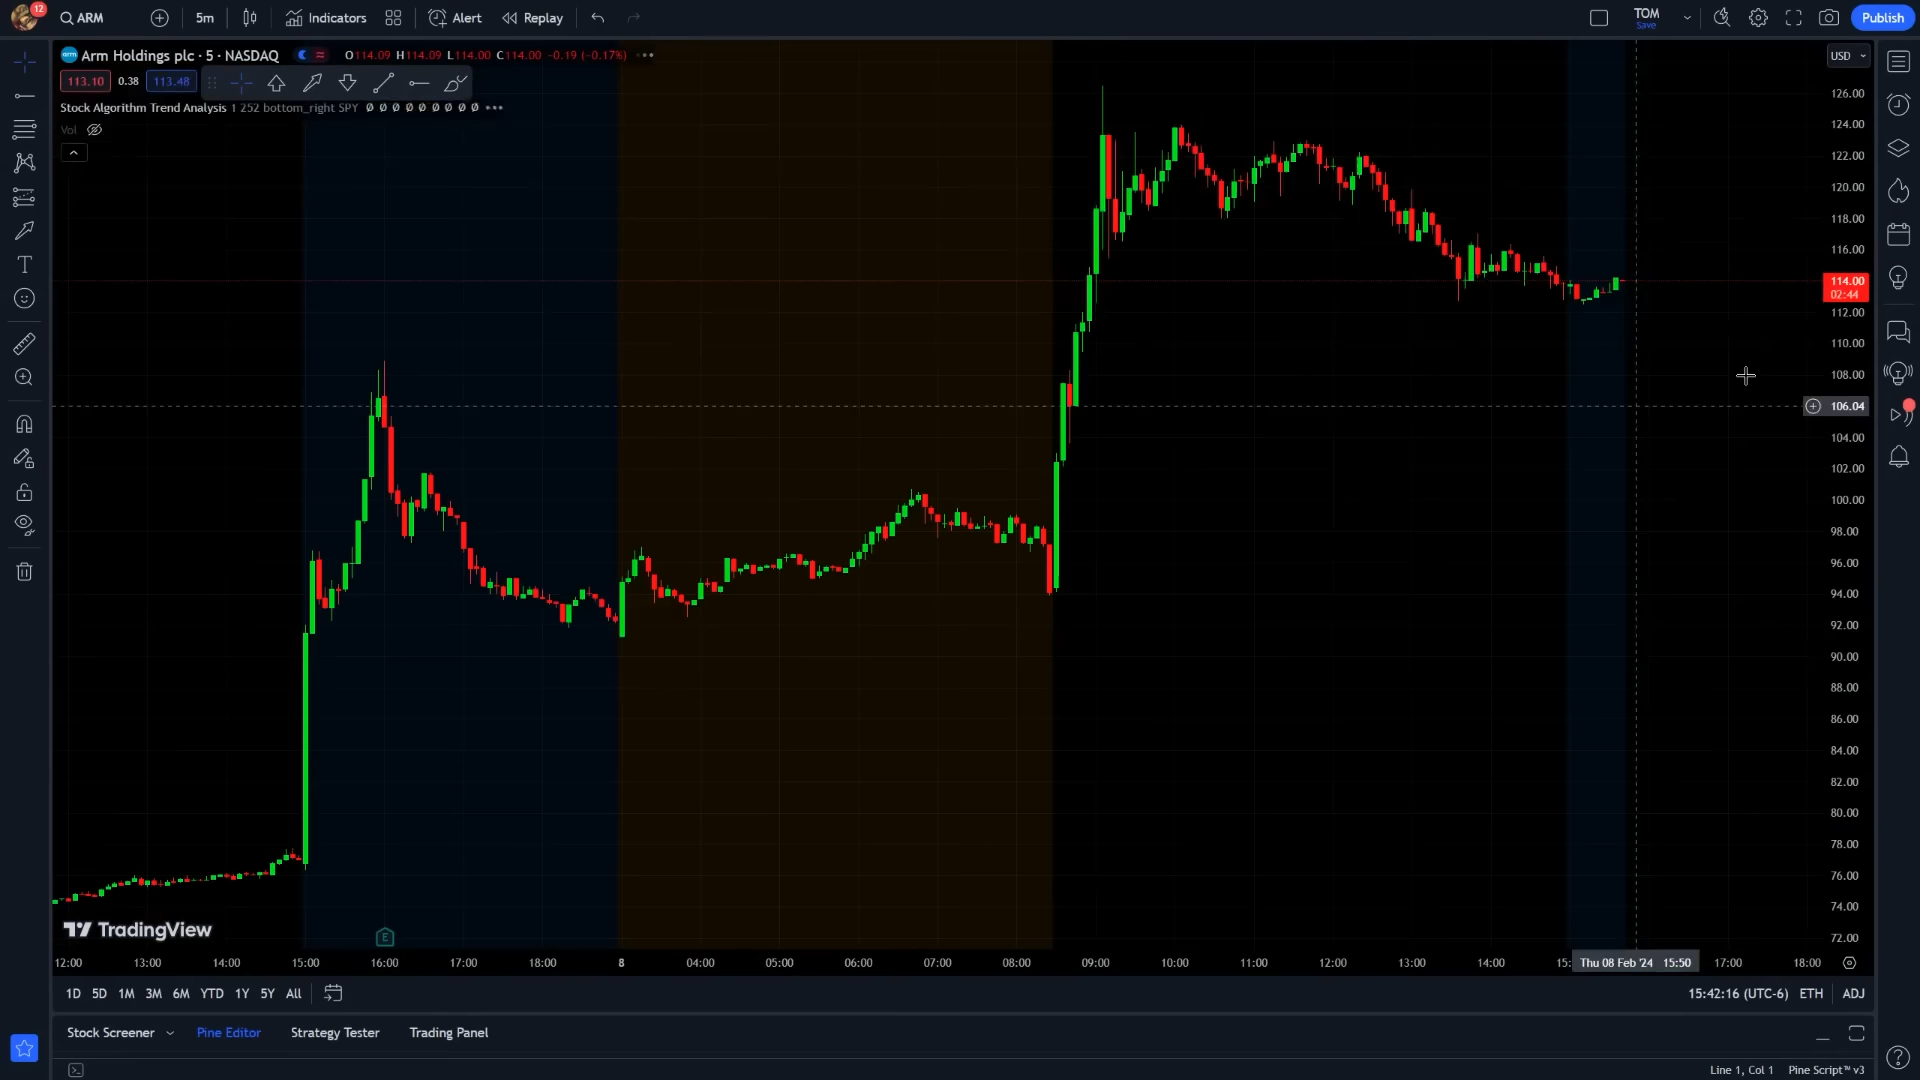 12
ARM
5m
Indicators
Alert
Replay
TOM
Save
Publish
arm Arm Holdings plc · 5 · NASDAQ
O114.09 H114.09 L114.00 C114.00 -0.19 (-0.17%)
USD
113.10 0.38 113.48
Stock Algorithm Trend Analysis 1 252 bottom_right SPY Ø Ø Ø Ø Ø Ø Ø Ø Ø
Vol
126.00
124.00
122.00
120.00
118.00
116.00
114.00
02:44
112.00
110.00
108.00
106.04
104.00
102.00
100.00
98.00
96.00
94.00
92.00
90.00
88.00
86.00
84.00
82.00
80.00
78.00
76.00
74.00
72.00
TradingView
E
12:00 13:00 14:00 15:00 16:00 17:00 18:00 8 04:00 05:00 06:00 07:00 08:00 09:00 10:00 11:00 12:00 13:00 14:00 15: Thu 08 Feb '24 15:50 17:00 18:00
1D 5D 1M 3M 6M YTD 1Y 5Y All
15:42:16 (UTC-6) ETH ADJ
Stock Screener Pine Editor Strategy Tester Trading Panel
Line 1, Col 1 Pine Script™ v3